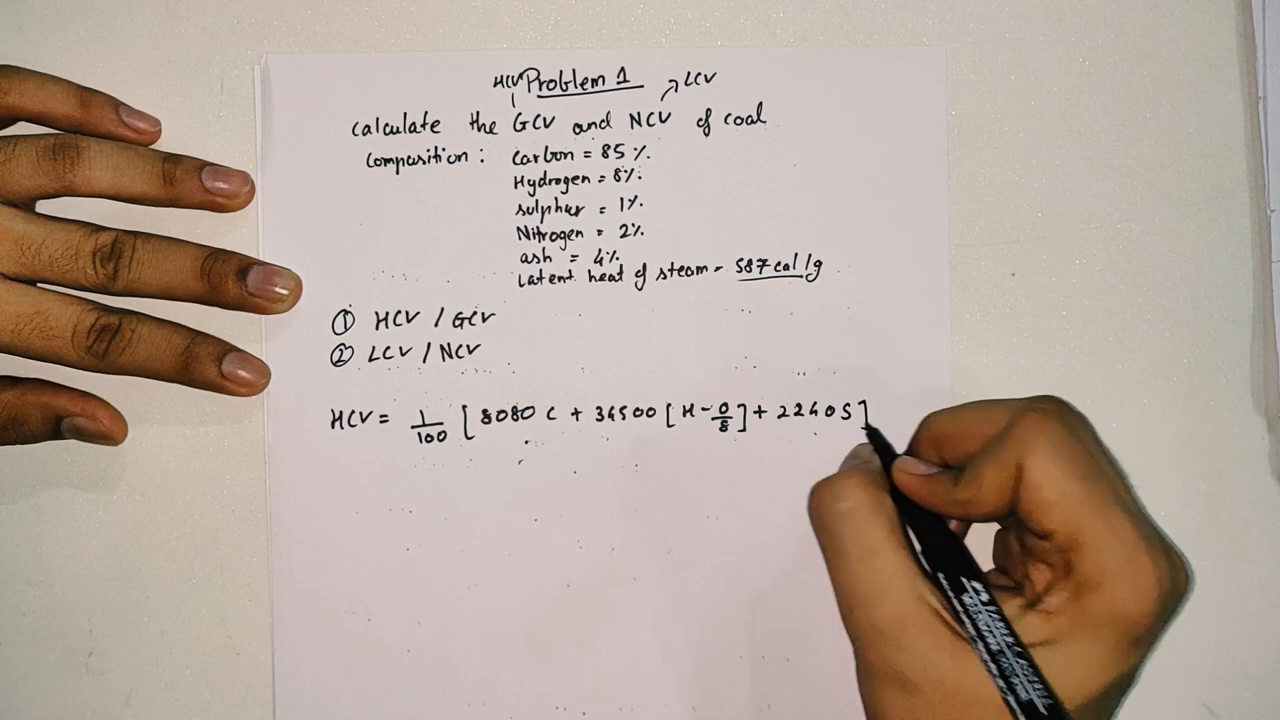 HCV Problem 1 LCV
Calculate the GCV and NCV of coal
Composition : Carbon = 85 %.
Hydrogen = 8%.
sulphur = 1%.
Nitrogen = 2%.
ash = 4%.
Latent heat of steam = 587 cal/g
① HCV / GCV
② LCV / NCV
HCV = 1/100 [ 8080 C + 34500 [ H - O/8 ] + 2240 S ]